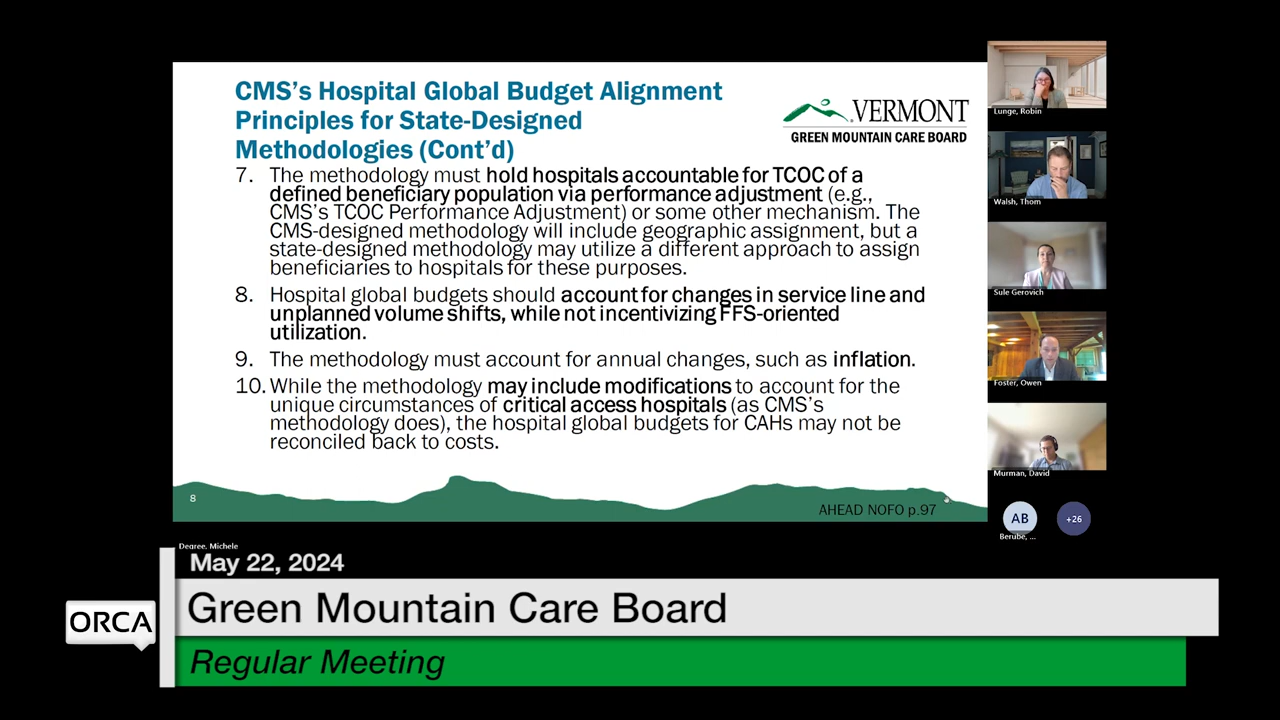 CMS's Hospital Global Budget Alignment
Principles for State-Designed
Methodologies (Cont'd)
VERMONT
GREEN MOUNTAIN CARE BOARD
7. The methodology must hold hospitals accountable for TCOC of a
defined beneficiary population via performance adjustment (e.g.,
CMS's TCOC Performance Adjustment) or some other mechanism. The
CMS-designed methodology will include geographic assignment, but a
state-designed methodology may utilize a different approach to assign
beneficiaries to hospitals for these purposes.
8. Hospital global budgets should account for changes in service line and
unplanned volume shifts, while not incentivizing FFS-oriented
utilization.
9. The methodology must account for annual changes, such as inflation.
10. While the methodology may include modifications to account for the
unique circumstances of critical access hospitals (as CMS's
methodology does), the hospital global budgets for CAHs may not be
reconciled back to costs.
8
AHEAD NOFO p.97
Lunge, Robin
Walsh, Thom
Sule Gerovich
Foster, Owen
Murman, David
AB
+26
Berube, ...
Degree, Michele
May 22, 2024
ORCA
Green Mountain Care Board
Regular Meeting